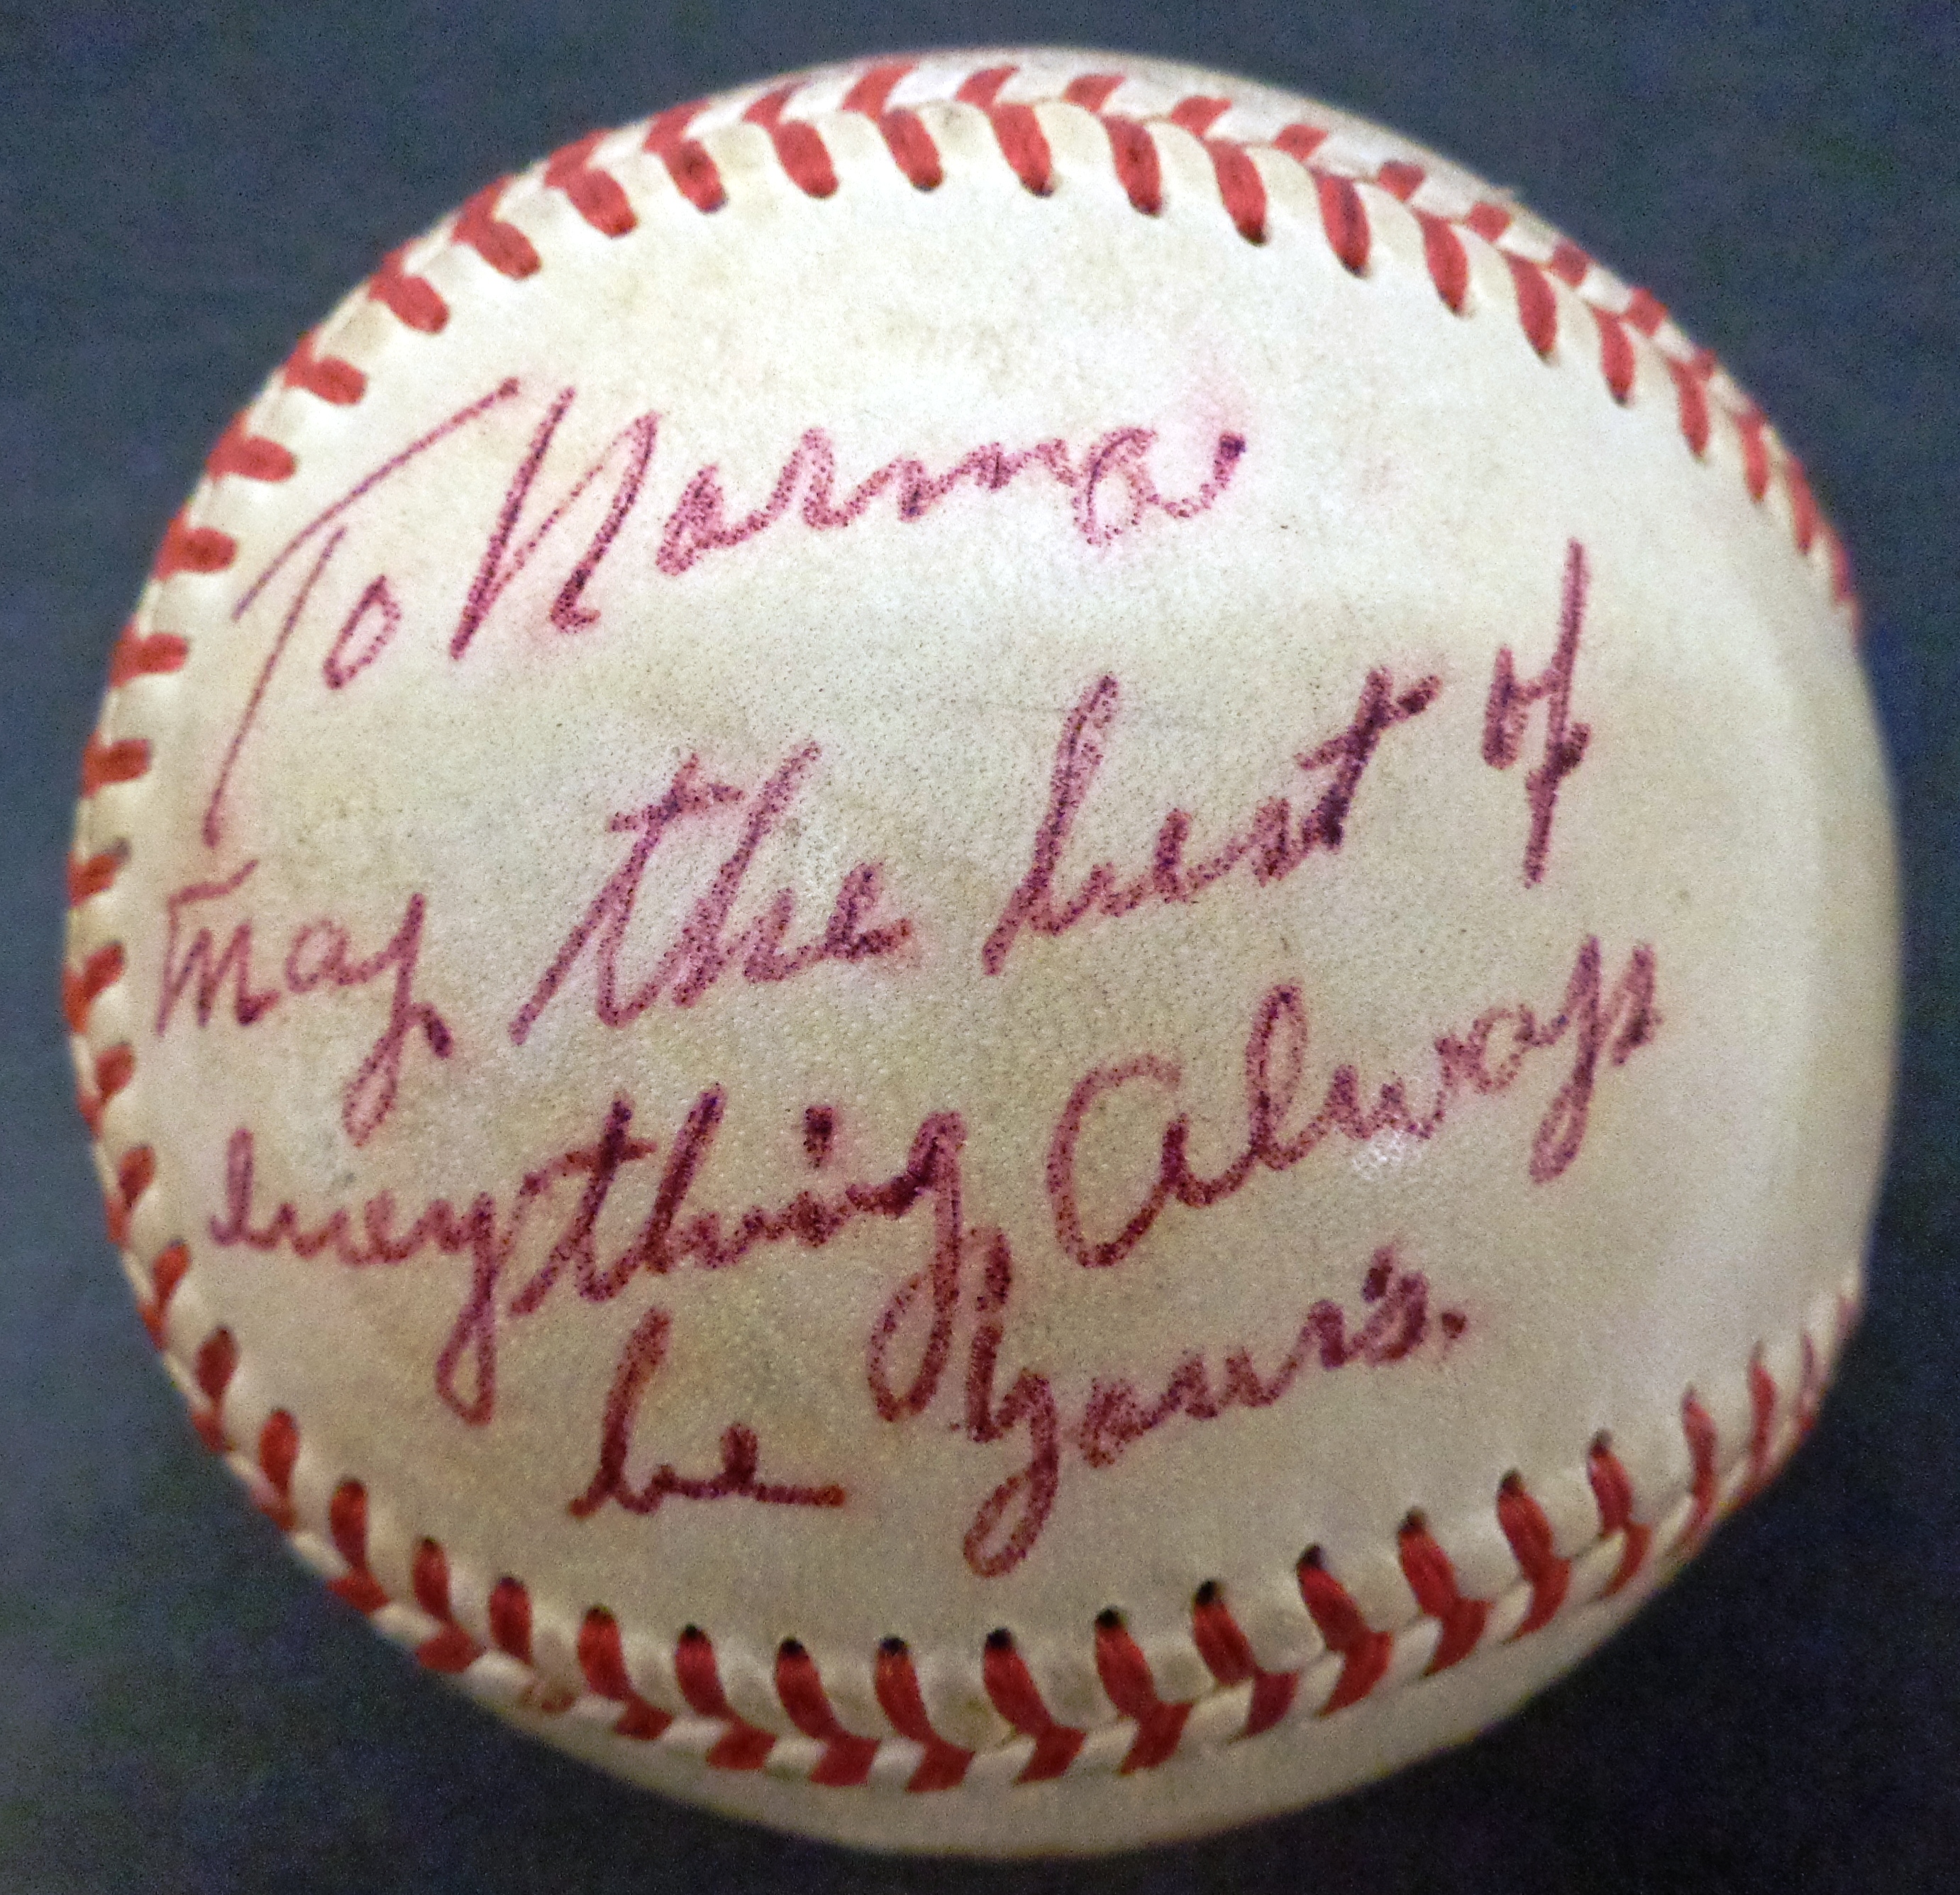 To Norma
May the best of
everything Always
be yours.